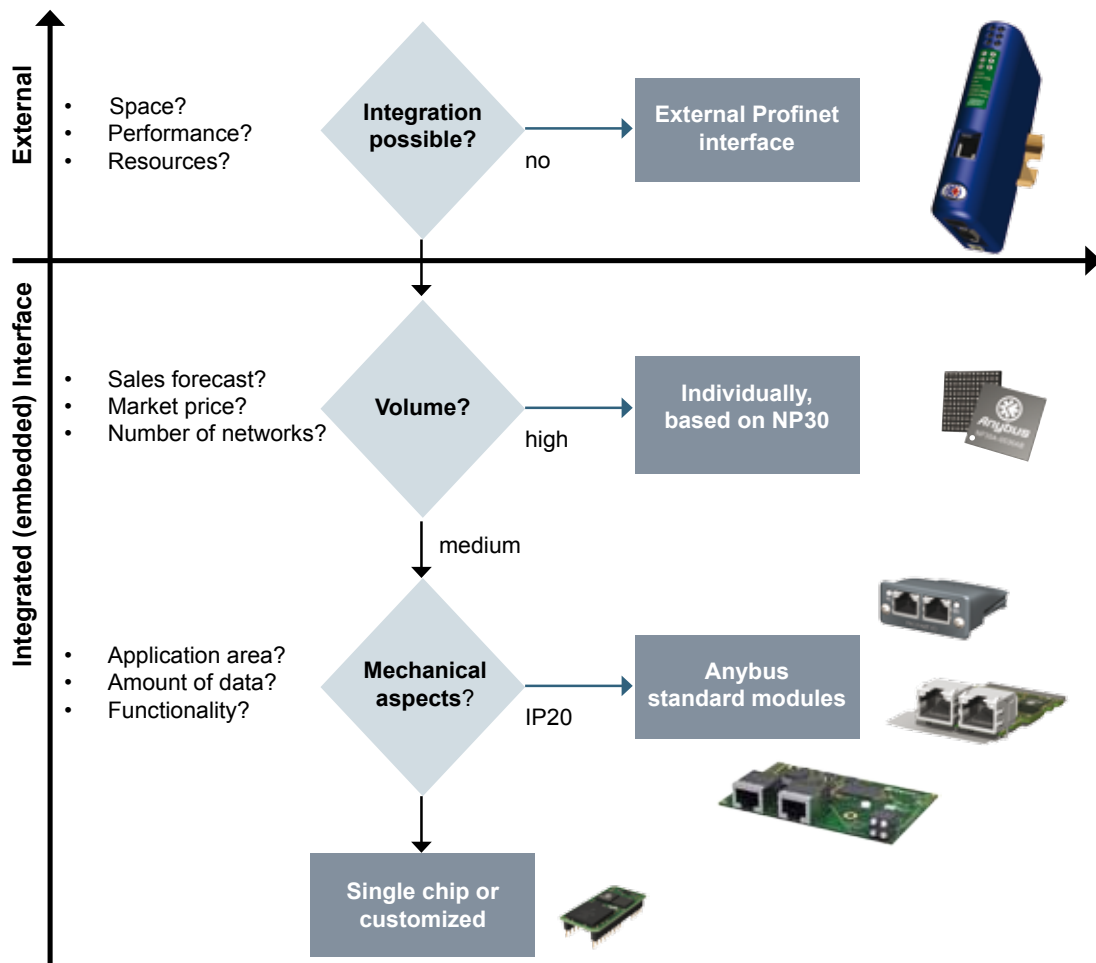 External
• Space?
• Performance?
• Resources?
Integration
possible?
no
External Profinet
interface
Integrated (embedded) Interface
• Sales forecast?
• Market price?
• Number of networks?
Volume?
high
Individually,
based on NP30
Anybus
medium
• Application area?
• Amount of data?
• Functionality?
Mechanical
aspects?
IP20
Anybus
standard modules
Single chip or
customized